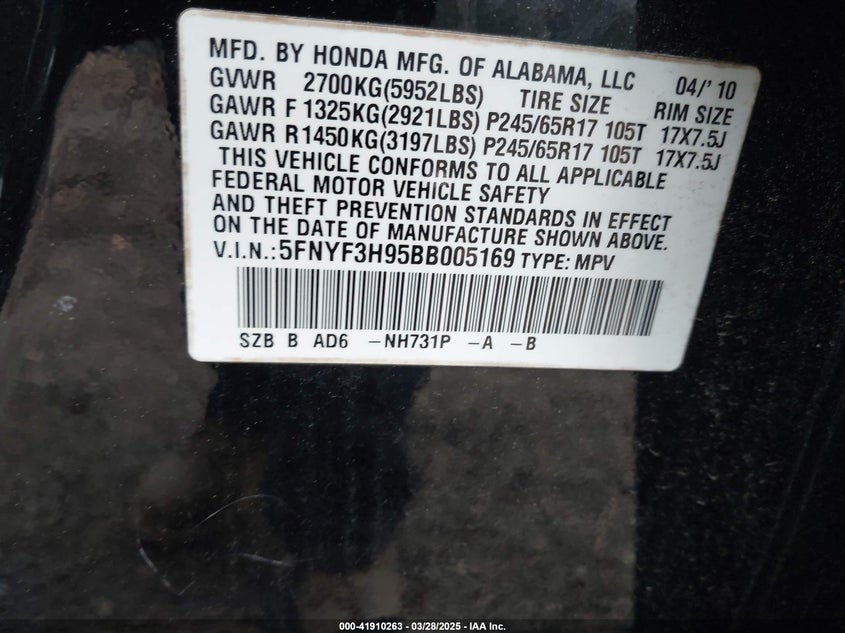 MFD. BY HONDA MFG. OF ALABAMA, LLC 04/'10
GVWR 2700KG(5952LBS) TIRE SIZE RIM SIZE
GAWR F 1325KG(2921LBS) P245/65R17 105T 17X7.5J
GAWR R 1450KG(3197LBS) P245/65R17 105T 17X7.5J
THIS VEHICLE CONFORMS TO ALL APPLICABLE
FEDERAL MOTOR VEHICLE SAFETY
AND THEFT PREVENTION STANDARDS IN EFFECT
ON THE DATE OF MANUFACTURE SHOWN ABOVE.
V.I.N.:5FNYF3H95BB005169 TYPE: MPV
SZB B AD6 –NH731P –A –B
000-41910263 — 03/28/2025 — IAA Inc.